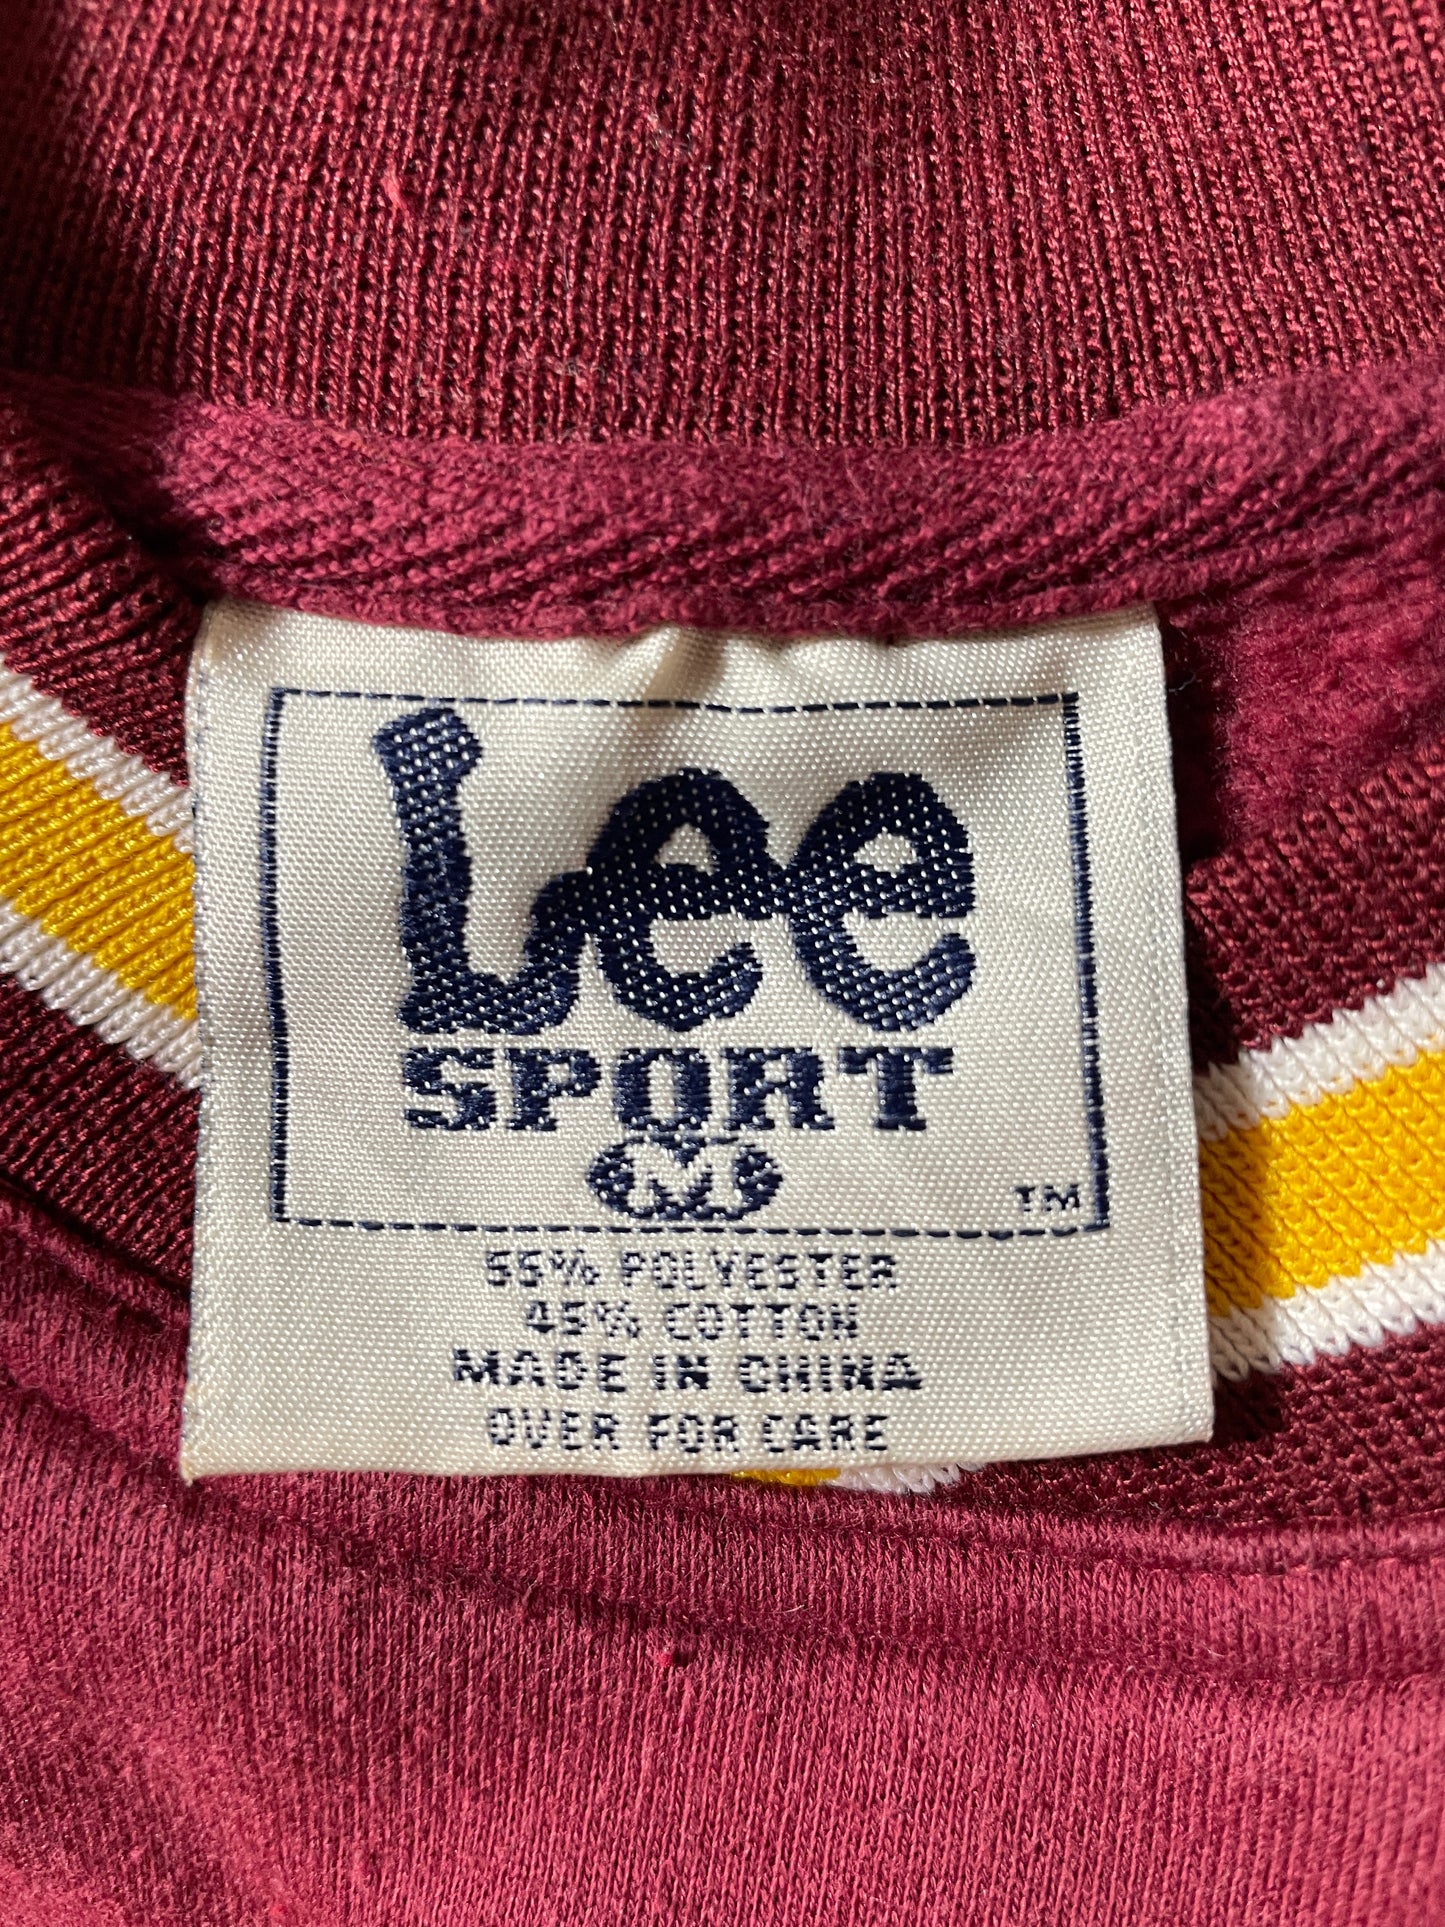 Lee
SPORT
M
TM
55% POLYESTER
45% COTTON
MADE IN CHINA
OVER FOR CARE